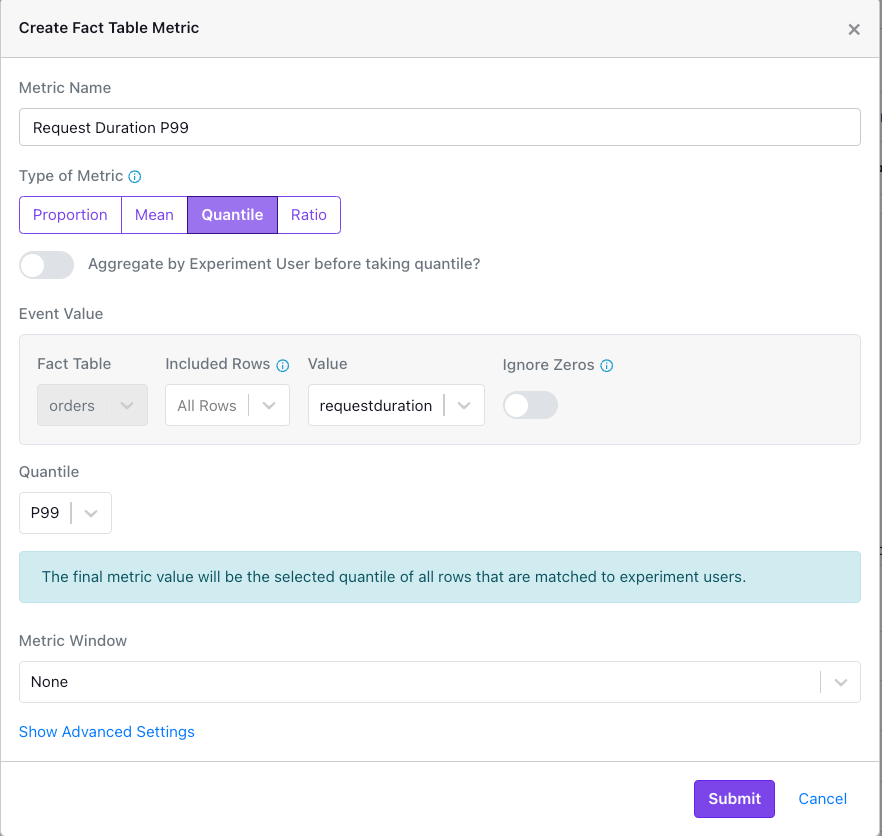 Create Fact Table Metric
Metric Name
Request Duration P99
Type of Metric
Proportion Mean Quantile Ratio
Aggregate by Experiment User before taking quantile?
Event Value
Fact Table Included Rows Value Ignore Zeros
orders All Rows requestduration
Quantile
P99
The final metric value will be the selected quantile of all rows that are matched to experiment users.
Metric Window
None
Show Advanced Settings
Submit Cancel